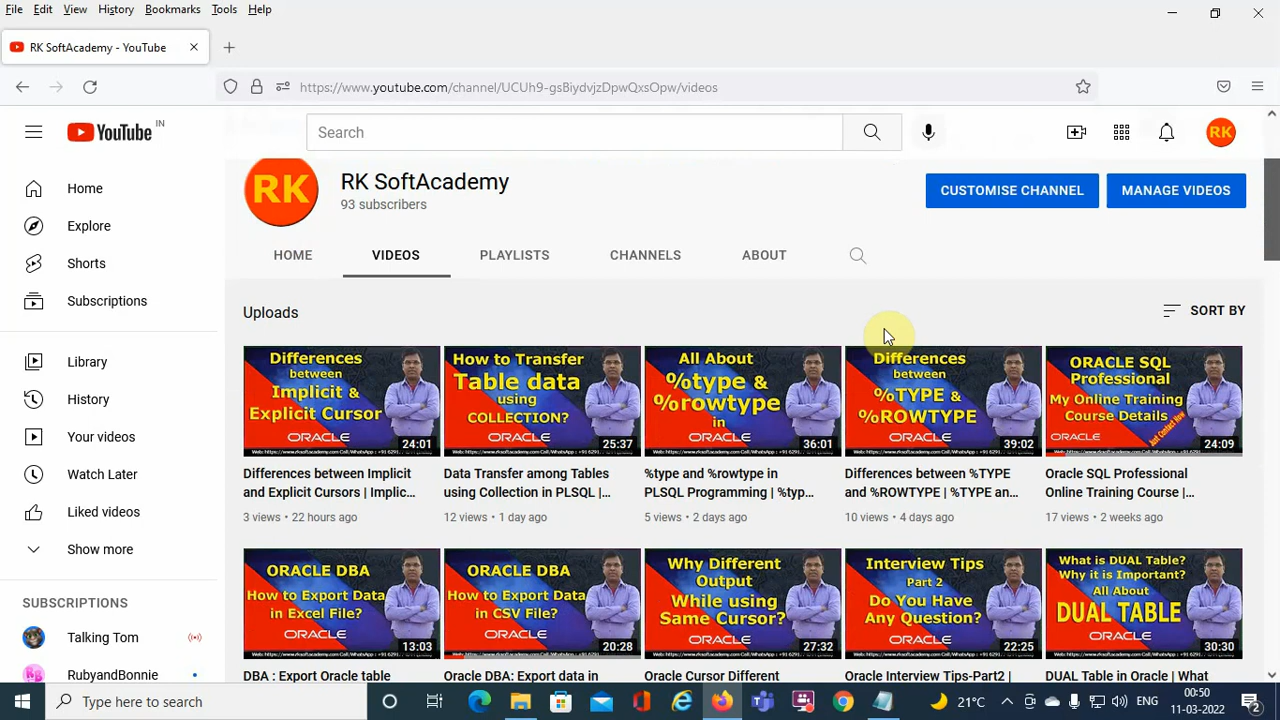 File Edit View History Bookmarks Tools Help
RK SoftAcademy - YouTube
https://www.youtube.com/channel/UCUh9-gsBiydvjzDpwQxsOpw/videos
YouTube IN
Search
RK
Home
Explore
Shorts
Subscriptions
Library
History
Your videos
Watch Later
Liked videos
Show more
SUBSCRIPTIONS
Talking Tom
RubyandBonnie
RK
RK SoftAcademy
93 subscribers
CUSTOMISE CHANNEL
MANAGE VIDEOS
HOME VIDEOS PLAYLISTS CHANNELS ABOUT
Uploads
SORT BY
Differences
between
Implicit &
Explicit Cursor
ORACLE
24:01
Differences between Implicit
and Explicit Cursors | Implic...
3 views • 22 hours ago
How to Transfer
Table data
using
COLLECTION?
ORACLE
25:37
Data Transfer among Tables
using Collection in PLSQL |...
12 views • 1 day ago
All About
%type &
%rowtype
in
ORACLE
36:01
%type and %rowtype in
PLSQL Programming | %typ...
5 views • 2 days ago
Differences
between
%TYPE &
%ROWTYPE
ORACLE
39:02
Differences between %TYPE
and %ROWTYPE | %TYPE an...
10 views • 4 days ago
ORACLE SQL
Professional
My Online Training
Course Details
Just Contact Now
ORACLE
24:09
Oracle SQL Professional
Online Training Course |...
17 views • 2 weeks ago
ORACLE DBA
How to Export Data
in Excel File?
ORACLE
13:03
DBA : Export Oracle table
ORACLE DBA
How to Export Data
in CSV File?
ORACLE
20:28
Oracle DBA: Export data in
Why Different
Output
While using
Same Cursor?
ORACLE
27:32
Oracle Cursor Different
Interview Tips
Part 2
Do You Have
Any Question?
ORACLE
22:25
Oracle Interview Tips-Part2 |
What is DUAL Table?
Why it is Important?
All About
DUAL TABLE
ORACLE
30:30
DUAL Table in Oracle | What
Type here to search
21°C
ENG
00:50
11-03-2022
2